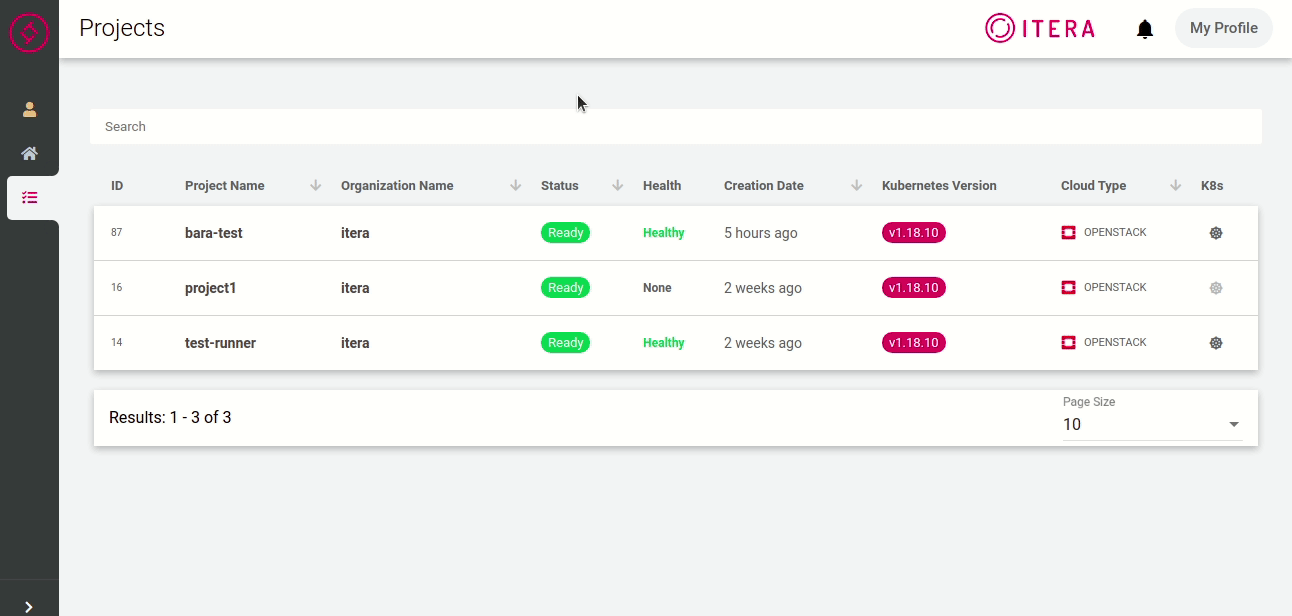 Projects
ITERA
My Profile
Search
ID Project Name Organization Name Status Health Creation Date Kubernetes Version Cloud Type K8s
87 bara-test itera Ready Healthy 5 hours ago v1.18.10 OPENSTACK
16 project1 itera Ready None 2 weeks ago v1.18.10 OPENSTACK
14 test-runner itera Ready Healthy 2 weeks ago v1.18.10 OPENSTACK
Results: 1 - 3 of 3
Page Size
10